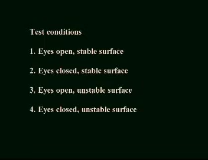 Test conditions
1. Eyes open, stable surface
2. Eyes closed, stable surface
3. Eyes open, unstable surface
4. Eyes closed, unstable surface